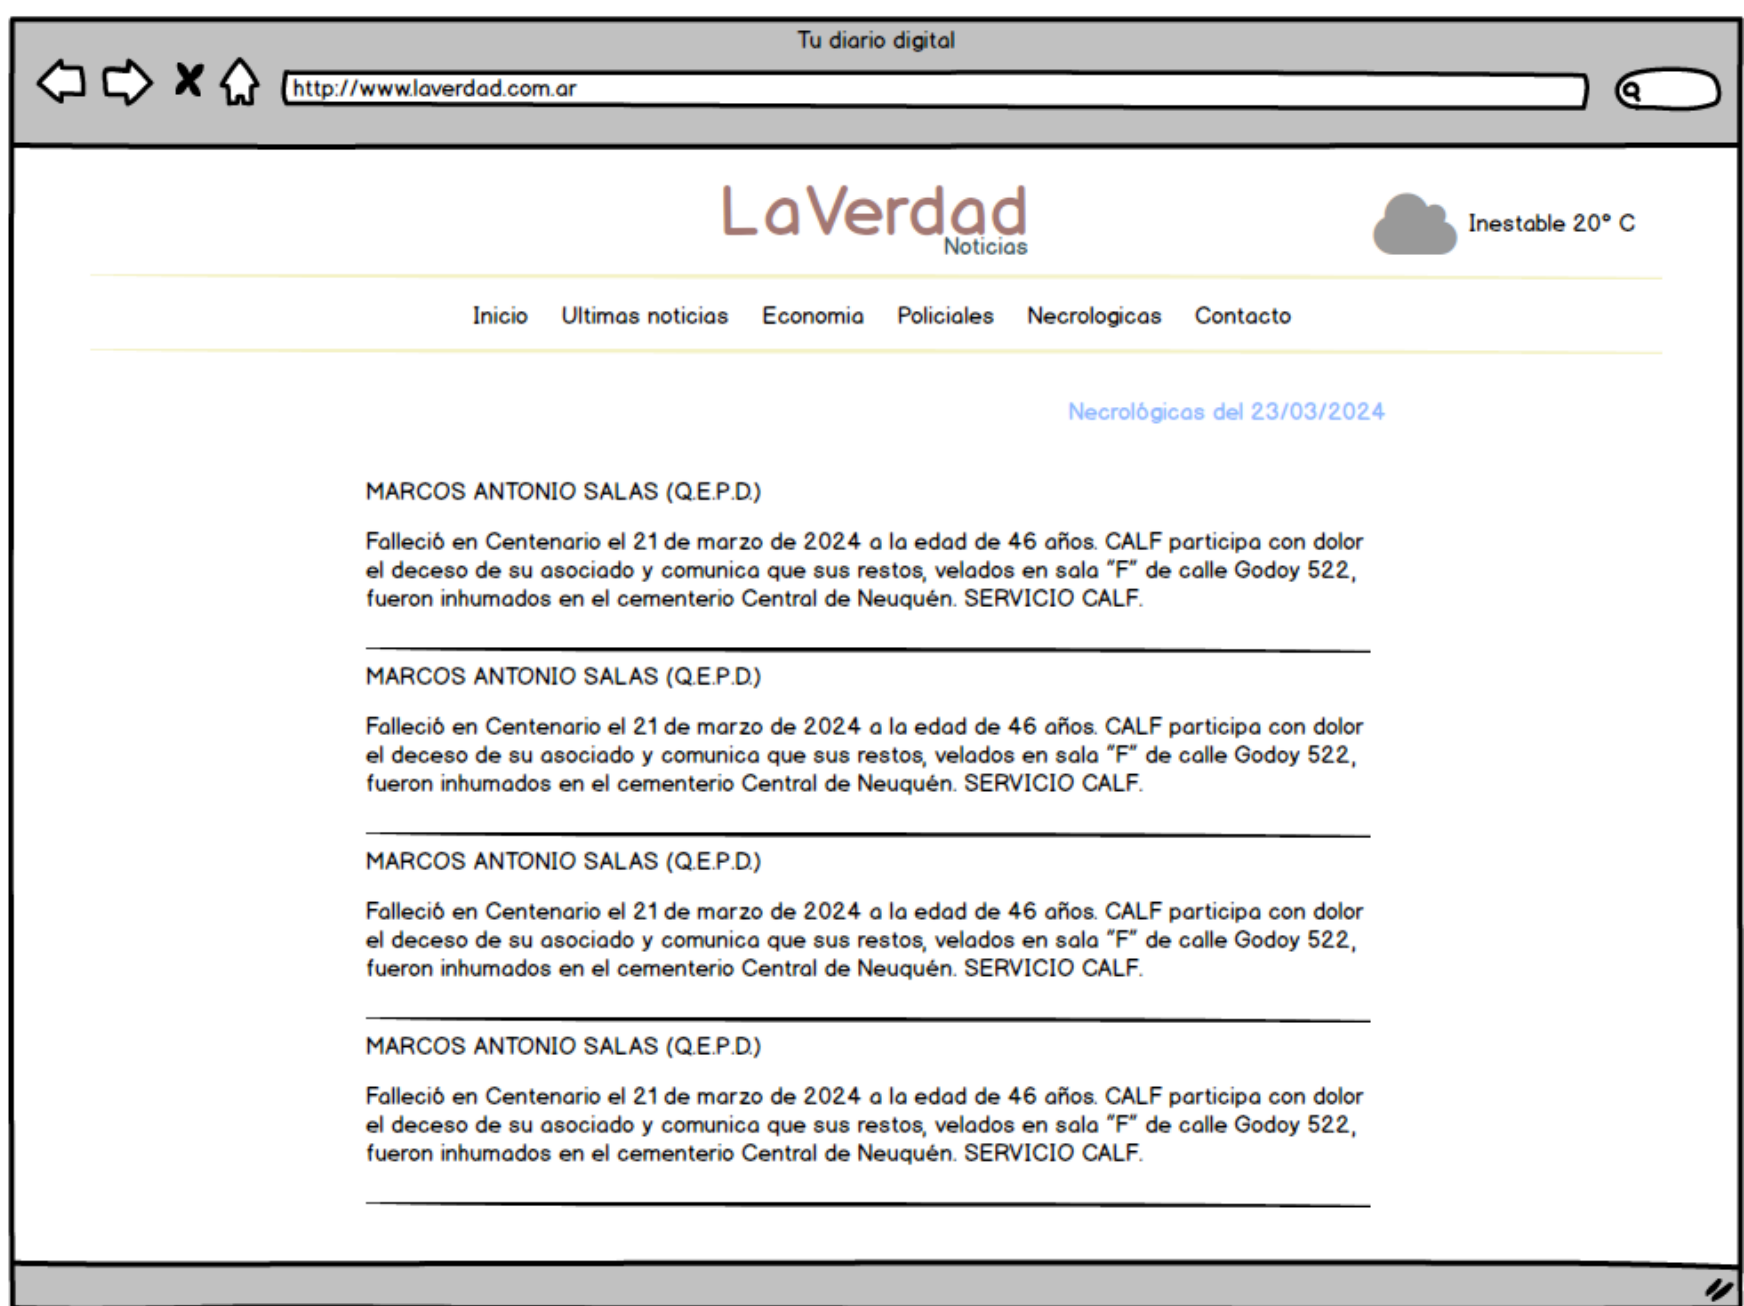 Tu diario digital
http://www.laverdad.com.ar
LaVerdad
Noticias
Inestable 20° C
Inicio Ultimas noticias Economia Policiales Necrologicas Contacto
Necrológicas del 23/03/2024
MARCOS ANTONIO SALAS (Q.E.P.D.)
Falleció en Centenario el 21 de marzo de 2024 a la edad de 46 años. CALF participa con dolor
el deceso de su asociado y comunica que sus restos, velados en sala "F" de calle Godoy 522,
fueron inhumados en el cementerio Central de Neuquén. SERVICIO CALF.
MARCOS ANTONIO SALAS (Q.E.P.D.)
Falleció en Centenario el 21 de marzo de 2024 a la edad de 46 años. CALF participa con dolor
el deceso de su asociado y comunica que sus restos, velados en sala "F" de calle Godoy 522,
fueron inhumados en el cementerio Central de Neuquén. SERVICIO CALF.
MARCOS ANTONIO SALAS (Q.E.P.D.)
Falleció en Centenario el 21 de marzo de 2024 a la edad de 46 años. CALF participa con dolor
el deceso de su asociado y comunica que sus restos, velados en sala "F" de calle Godoy 522,
fueron inhumados en el cementerio Central de Neuquén. SERVICIO CALF.
MARCOS ANTONIO SALAS (Q.E.P.D.)
Falleció en Centenario el 21 de marzo de 2024 a la edad de 46 años. CALF participa con dolor
el deceso de su asociado y comunica que sus restos, velados en sala "F" de calle Godoy 522,
fueron inhumados en el cementerio Central de Neuquén. SERVICIO CALF.